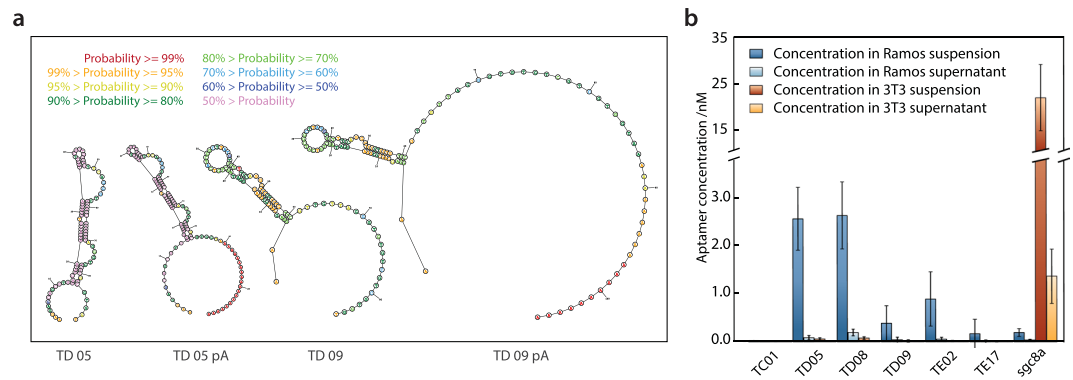 a
Probability >= 99%
99% > Probability >= 95%
95% > Probability >= 90%
90% > Probability >= 80%
80% > Probability >= 70%
70% > Probability >= 60%
60% > Probability >= 50%
50% > Probability
TD 05
TD 05 pA
TD 09
TD 09 pA
b
Aptamer concentration /nM
35
25
15
3.0
2.0
1.0
0.0
Concentration in Ramos suspension
Concentration in Ramos supernatant
Concentration in 3T3 suspension
Concentration in 3T3 supernatant
TC01
TD05
TD08
TD09
TE02
TE17
sgc8a